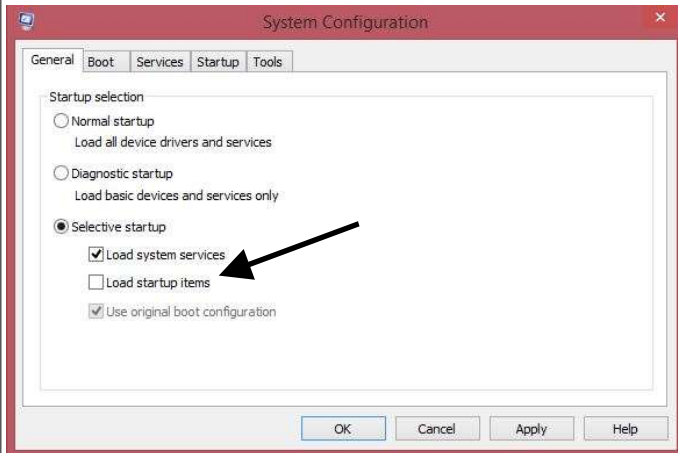 System Configuration
General Boot Services Startup Tools
Startup selection
Normal startup
Load all device drivers and services
Diagnostic startup
Load basic devices and services only
Selective startup
Load system services
Load startup items
Use original boot configuration
OK Cancel Apply Help